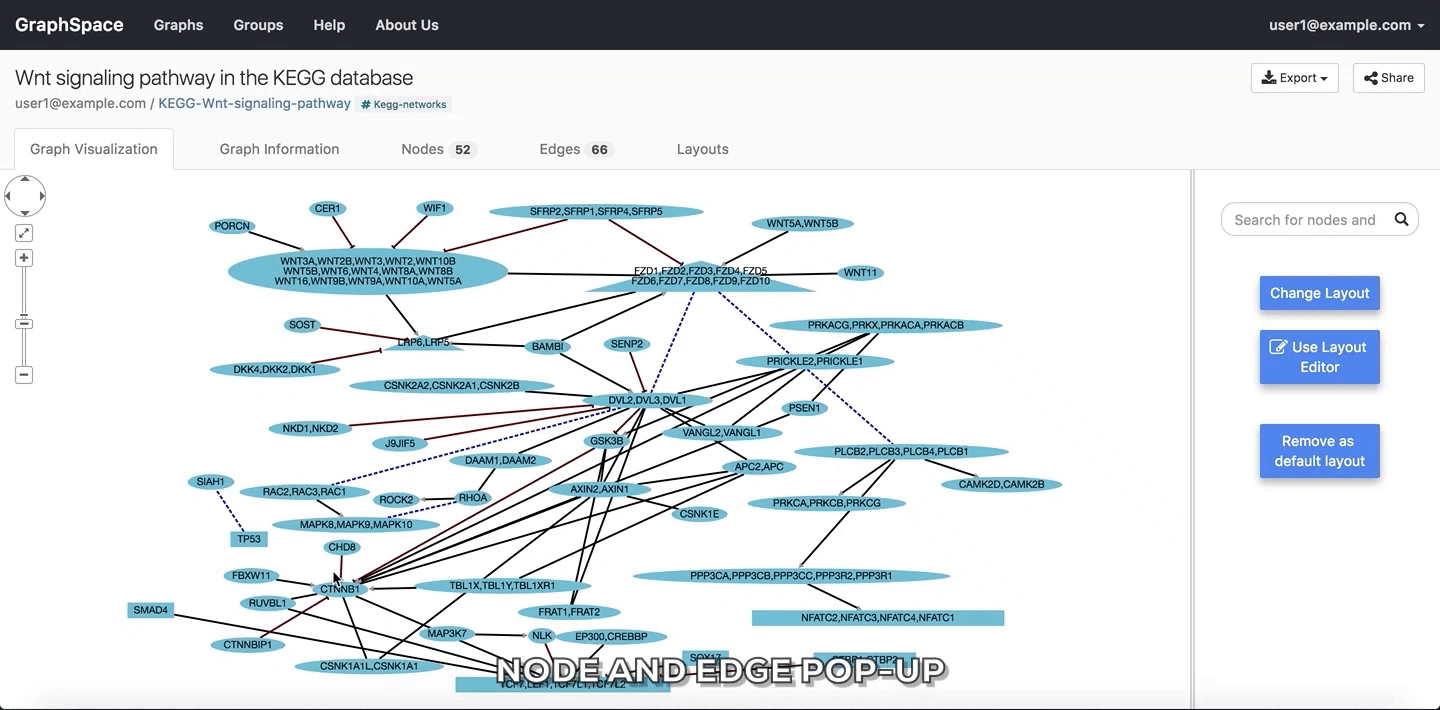 GraphSpace Graphs Groups Help About Us user1@example.com
Wnt signaling pathway in the KEGG database
Export Share
user1@example.com / KEGG-Wnt-signaling-pathway # Kegg-networks
Graph Visualization Graph Information Nodes 52 Edges 66 Layouts
CER1
WIF1
SFRP2,SFRP1,SFRP4,SFRP5
PORCN
WNT5A,WNT5B
WNT3A,WNT2B,WNT3,WNT2,WNT10B
WNT5B,WNT6,WNT4,WNT8A,WNT8B
WNT16,WNT9B,WNT9A,WNT10A,WNT5A
FZD1,FZD2,FZD3,FZD4,FZD5
FZD6,FZD7,FZD8,FZD9,FZD10
WNT11
SOST
PRKACG,PRKX,PRKACA,PRKACB
LRP6,LRP5
BAMBI
SENP2
PRICKLE2,PRICKLE1
DKK4,DKK2,DKK1
CSNK2A2,CSNK2A1,CSNK2B
DVL2,DVL3,DVL1
PSEN1
NKD1,NKD2
J9JIF5
GSK3B
VANGL2,VANGL1
PLCB2,PLCB3,PLCB4,PLCB1
DAAM1,DAAM2
APC2,APC
SIAH1
RAC2,RAC3,RAC1
ROCK2
RHOA
AXIN2,AXIN1
CAMK2D,CAMK2B
PRKCA,PRKCB,PRKCG
CSNK1E
MAPK8,MAPK9,MAPK10
TP53
CHD8
FBXW11
CTNNB1
TBL1X,TBL1Y,TBL1XR1
PPP3CA,PPP3CB,PPP3CC,PPP3R2,PPP3R1
RUVBL1
SMAD4
FRAT1,FRAT2
NFATC2,NFATC3,NFATC4,NFATC1
CTNNBIP1
MAP3K7
NLK
EP300,CREBBP
CSNK1A1L,CSNK1A1
SOX17
CTBP1,CTBP2
TCF7,LEF1,TCF7L1,TCF7L2
NODE AND EDGE POP-UP
Search for nodes and
Change Layout
Use Layout
Editor
Remove as
default layout